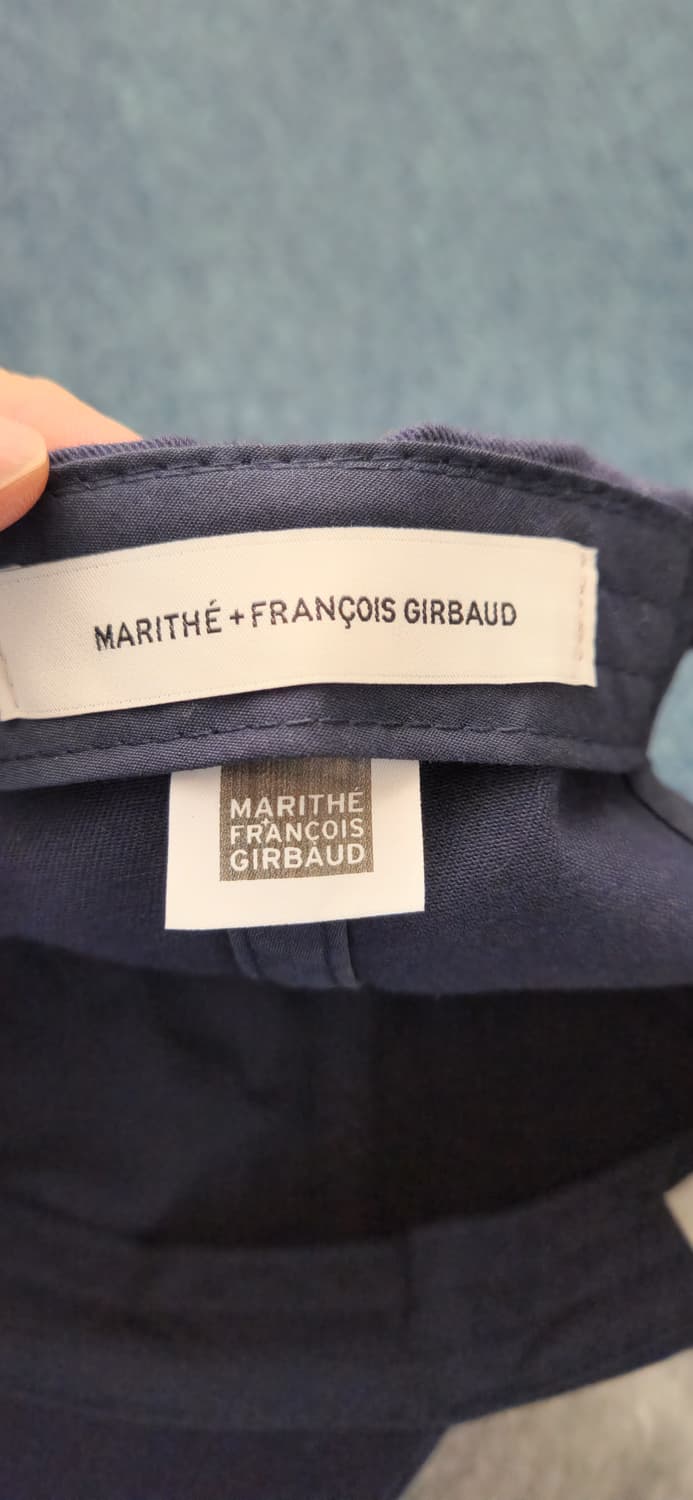 MARITHÉ + FRANÇOIS GIRBAUD
MARITHÉ
FRANÇOIS
GIRBAUD